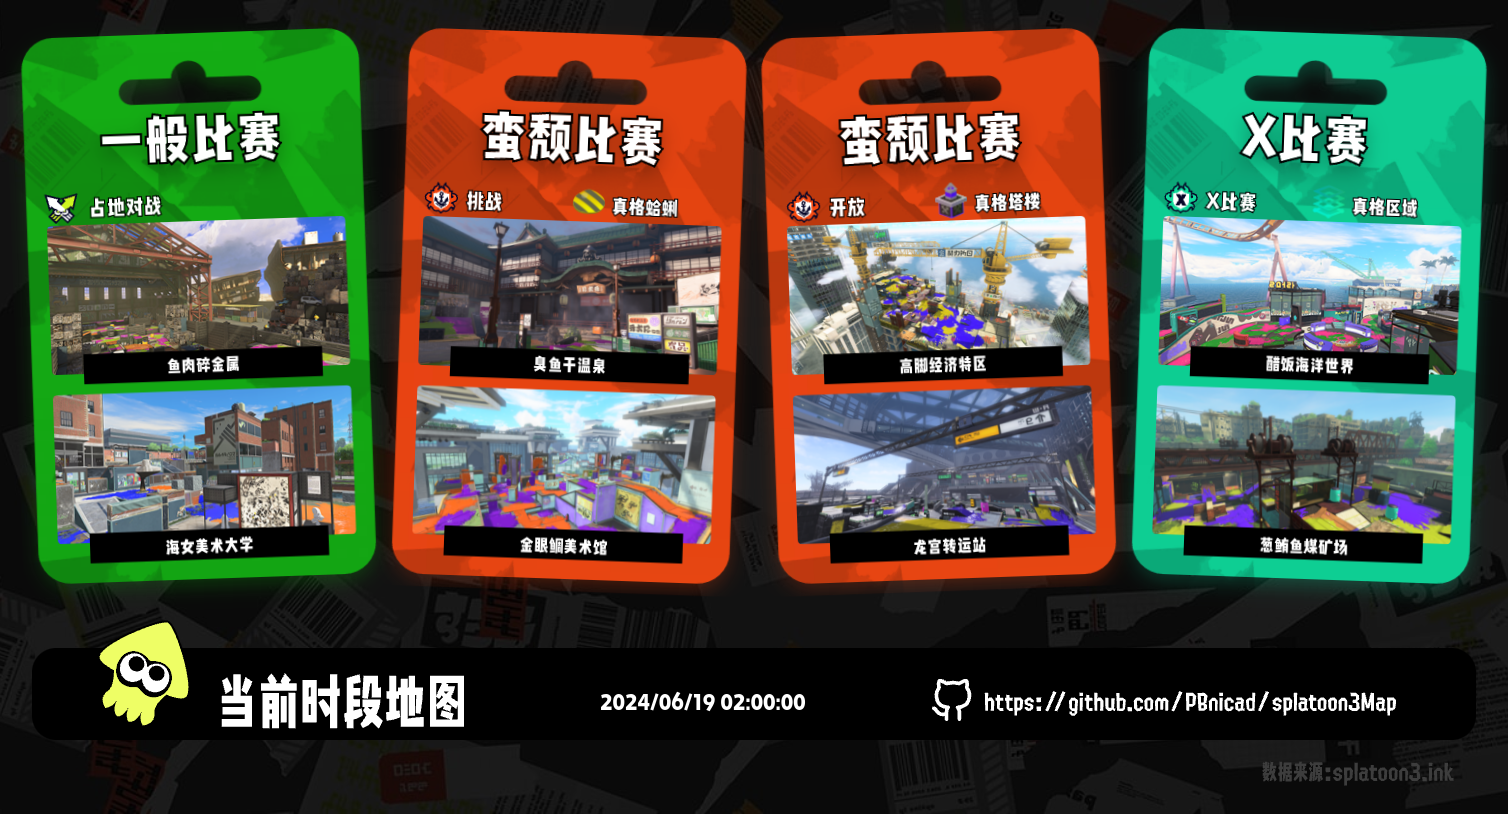 一般比赛
占地对战
鱼肉碎金属
海女美术大学
蛮颓比赛
挑战
真格蛤蜊
臭鱼干温泉
金眼鲷美术馆
蛮颓比赛
开放
真格塔楼
高脚经济特区
龙宫转运站
X比赛
X比赛
真格区域
醋饭海洋世界
葱鲔鱼煤矿场
当前时段地图
2024/06/19 02:00:00
https://github.com/PBnicad/splatoon3Map
数据来源:splatoon3.ink